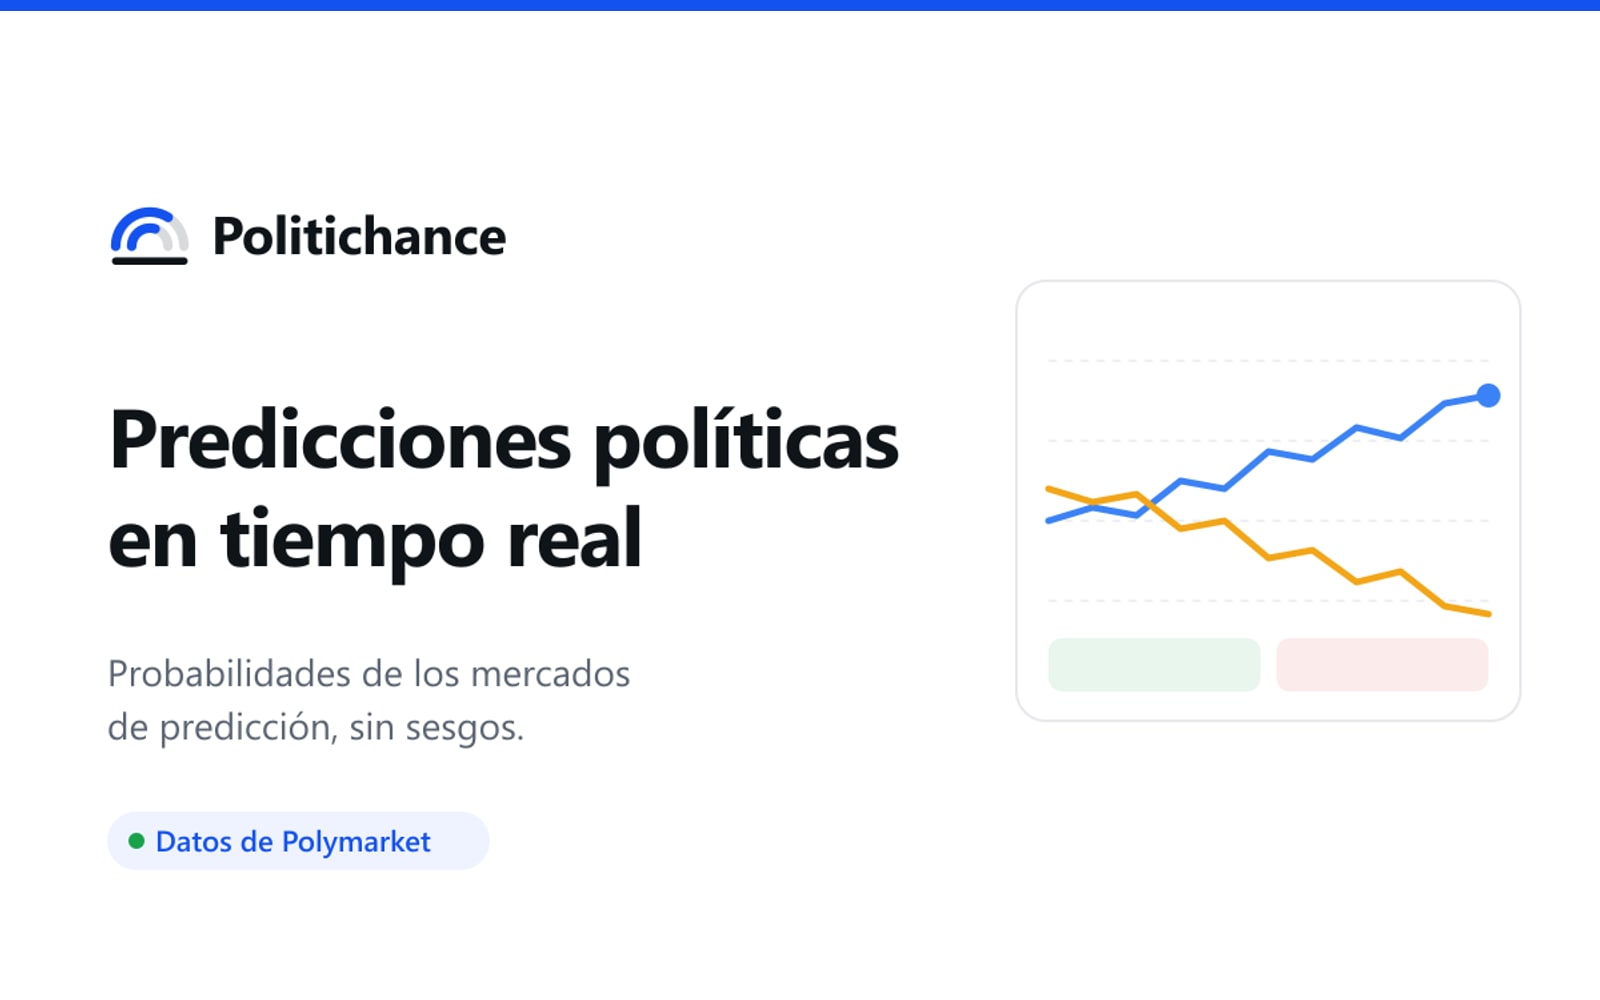 Politichance
Predicciones políticas
en tiempo real
Probabilidades de los mercados
de predicción, sin sesgos.
Datos de Polymarket